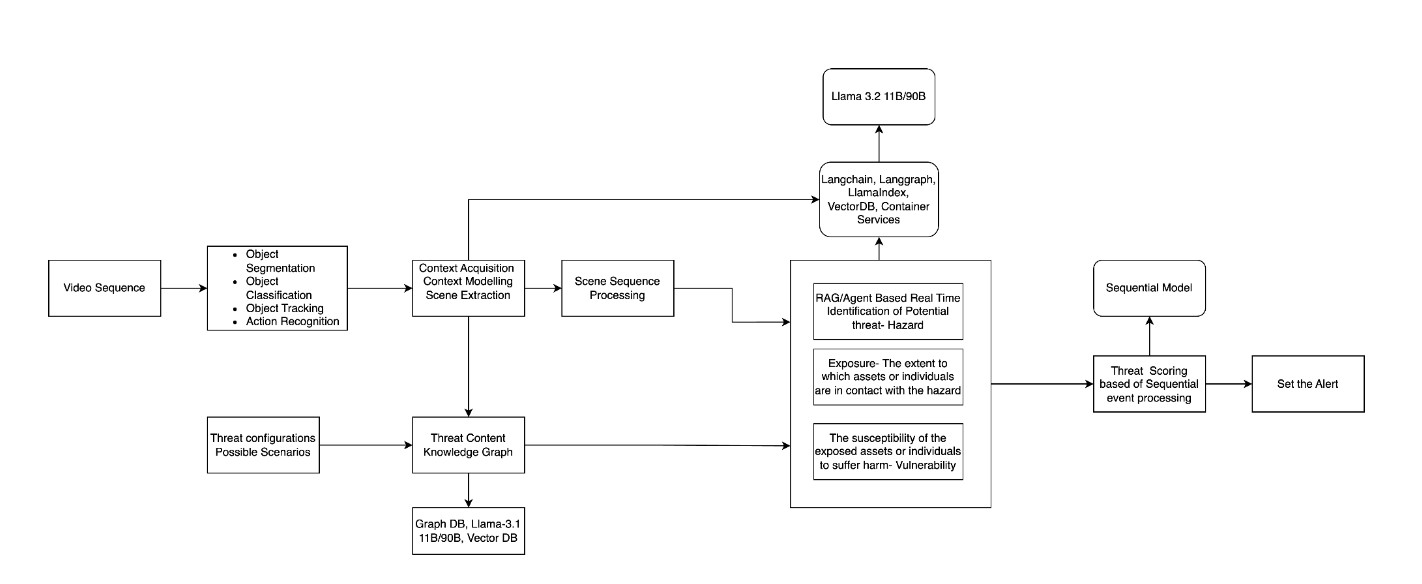 Llama 3.2 11B/90B
Langchain, Langgraph,
LlamaIndex,
VectorDB, Container
Services
Video Sequence
• Object
Segmentation
• Object
Classification
• Object Tracking
• Action Recognition
Context Acquisition
Context Modelling
Scene Extraction
Scene Sequence
Processing
RAG/Agent Based Real Time
Identification of Potential
threat- Hazard
Exposure- The extent to
which assets or individuals
are in contact with the hazard
The susceptibility of the
exposed assets or individuals
to suffer harm- Vulnerability
Sequential Model
Threat Scoring
based of Sequential
event processing
Set the Alert
Threat configurations
Possible Scenarios
Threat Content
Knowledge Graph
Graph DB, Llama-3.1
11B/90B, Vector DB